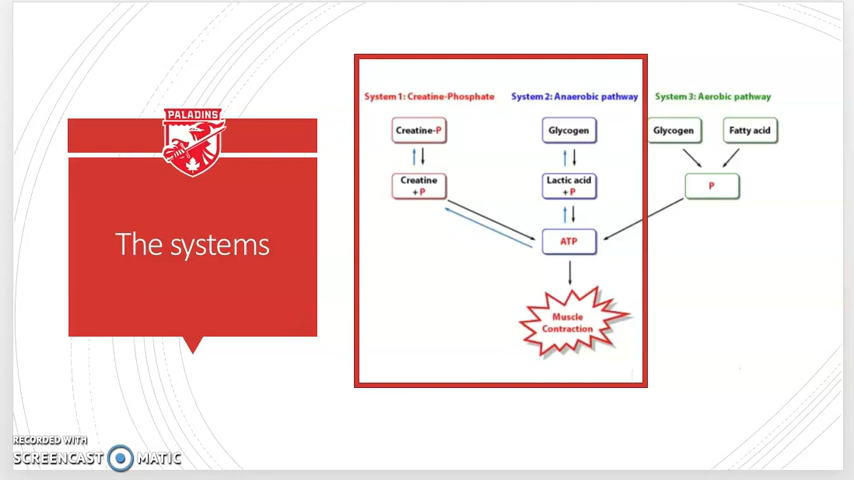 PALADINS
The systems
System 1: Creatine-Phosphate
System 2: Anaerobic pathway
System 3: Aerobic pathway
Creatine-P
Glycogen
Glycogen
Fatty acid
Creatine
+ P
Lactic acid
+ P
P
ATP
Muscle
Contraction
RECORDED WITH
SCREENCAST MATIC